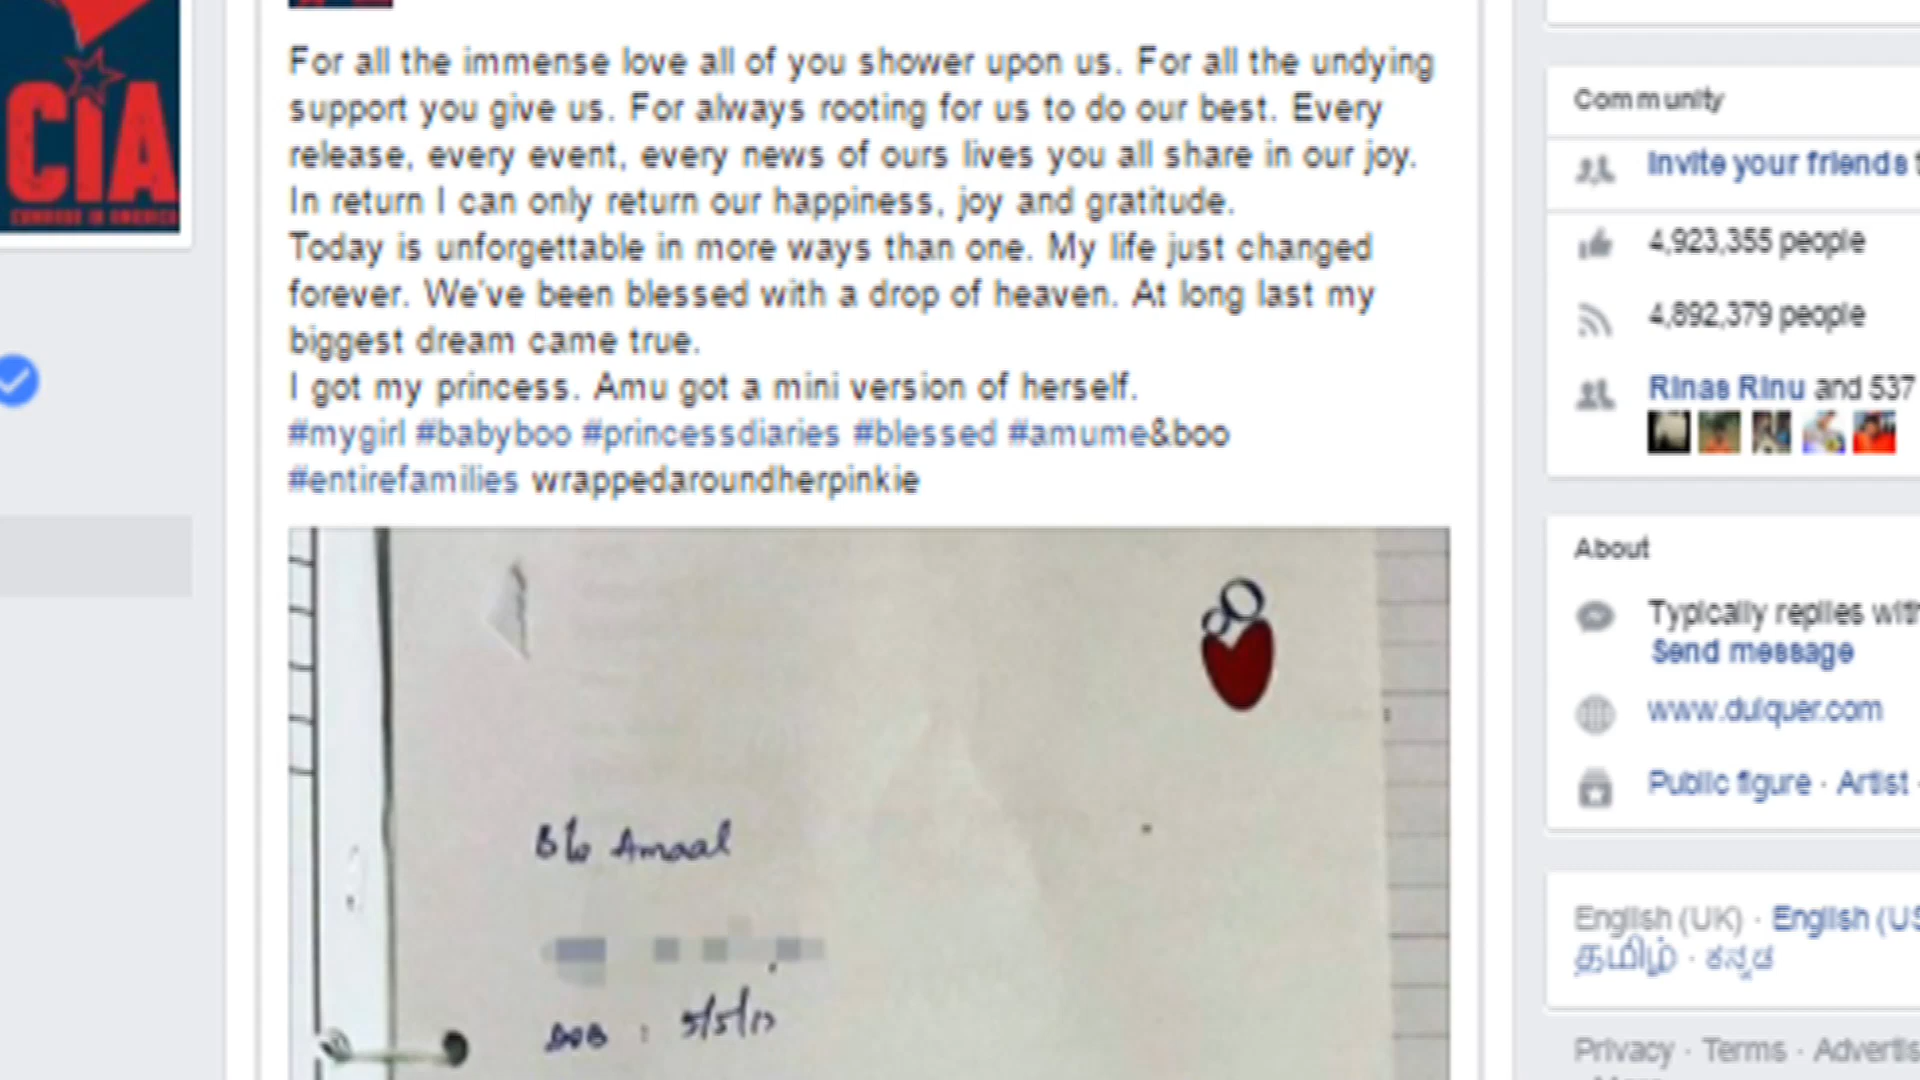 CIA
COMRADE IN AMERICA
For all the immense love all of you shower upon us. For all the undying
support you give us. For always rooting for us to do our best. Every
release, every event, every news of ours lives you all share in our joy.
In return I can only return our happiness, joy and gratitude.
Today is unforgettable in more ways than one. My life just changed
forever. We've been blessed with a drop of heaven. At long last my
biggest dream came true.
I got my princess. Amu got a mini version of herself.
#mygirl #babyboo #princessdiaries #blessed #amume&boo
#entirefamilies wrappedaroundherpinkie
B/o Amaal
DOB : 5/5/17
Community
Invite your friends
4,923,355 people
4,892,379 people
Rinas Rinu and 537
About
Typically replies with
Send message
www.dulquer.com
Public figure · Artist ·
English (UK) · English (US
தமிழ் · ಕನ್ನಡ
Privacy · Terms · Advertis